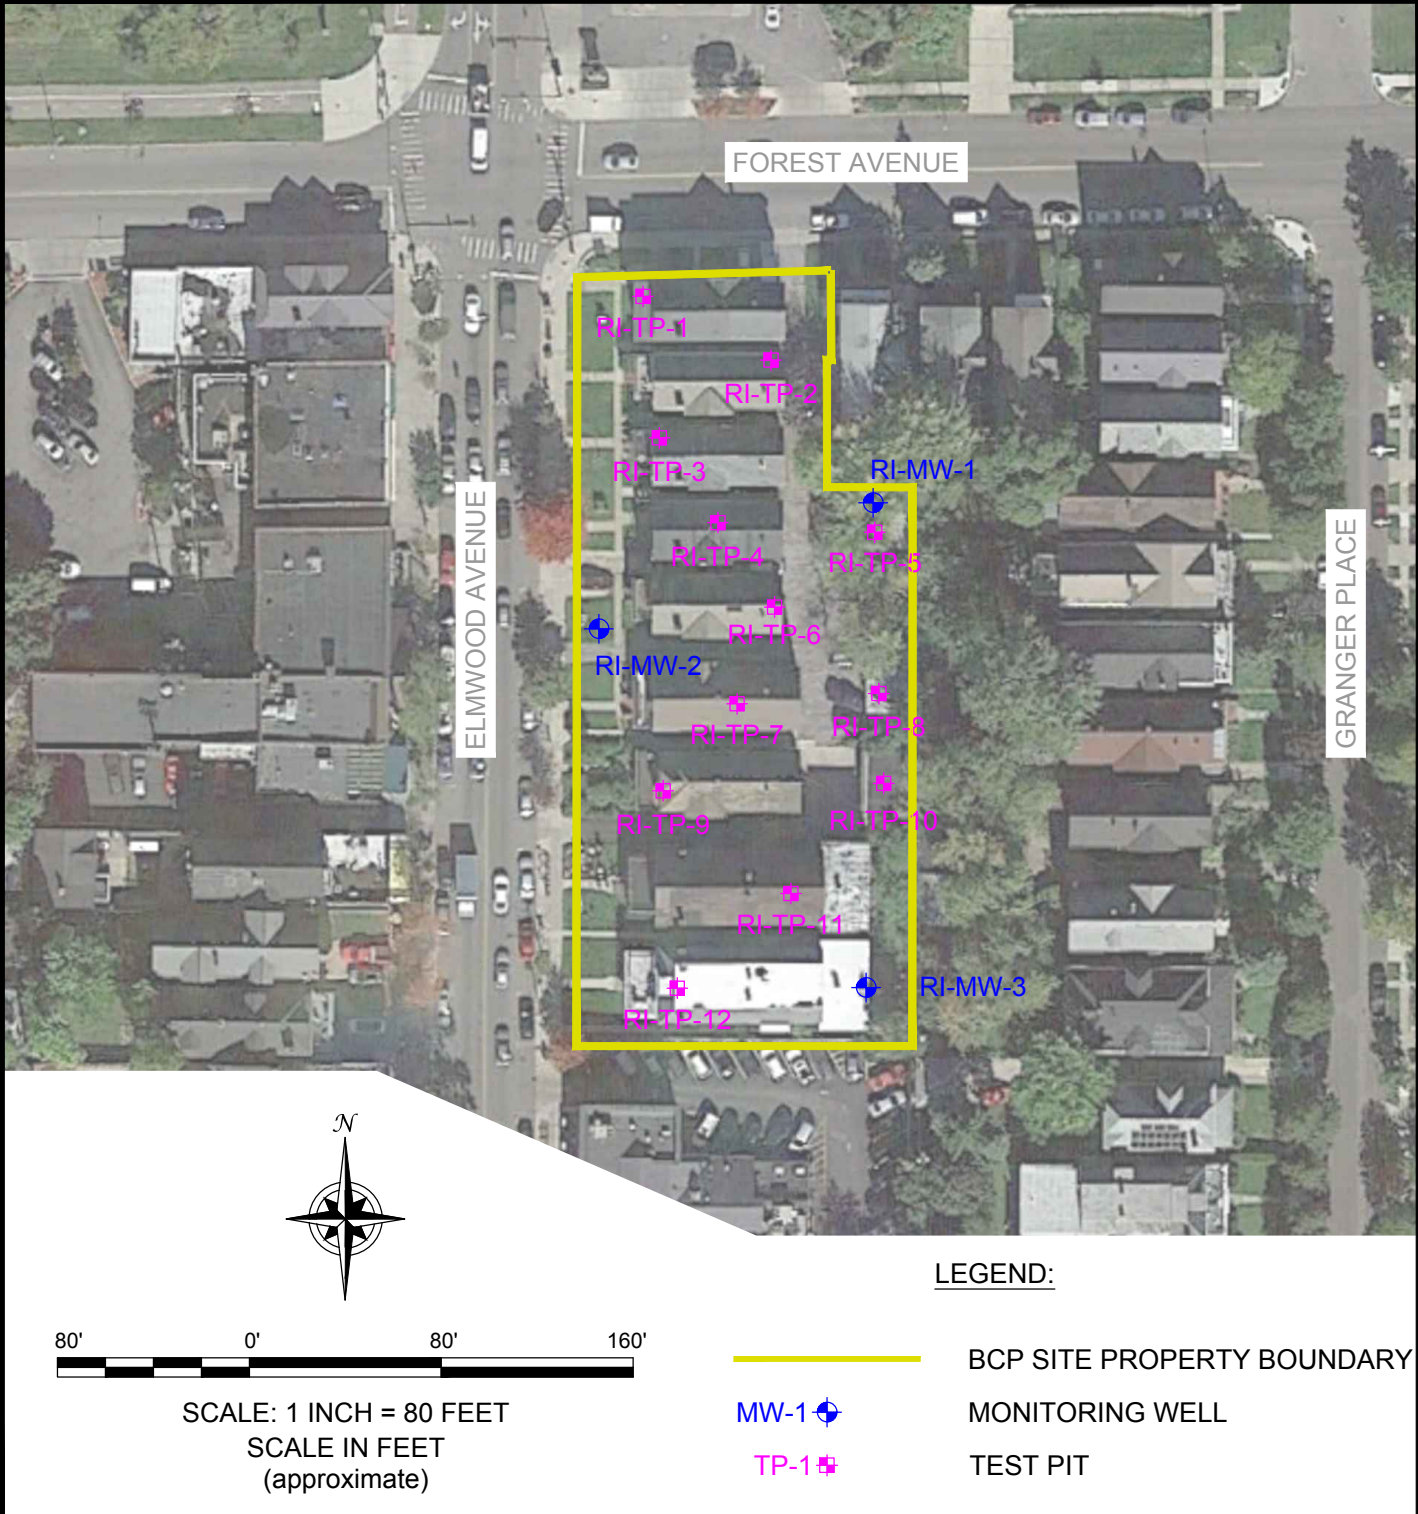 FOREST AVENUE
RI-TP-1
RI-TP-2
RI-TP-3
RI-MW-1
RI-TP-4
RI-TP-5
ELMWOOD AVENUE
GRANGER PLACE
RI-TP-6
RI-MW-2
RI-TP-7
RI-TP-8
RI-TP-9
RI-TP-10
RI-TP-11
RI-MW-3
RI-TP-12
N
LEGEND:
80' 0' 80' 160'
SCALE: 1 INCH = 80 FEET
SCALE IN FEET
(approximate)
BCP SITE PROPERTY BOUNDARY
MW-1 MONITORING WELL
TP-1 TEST PIT